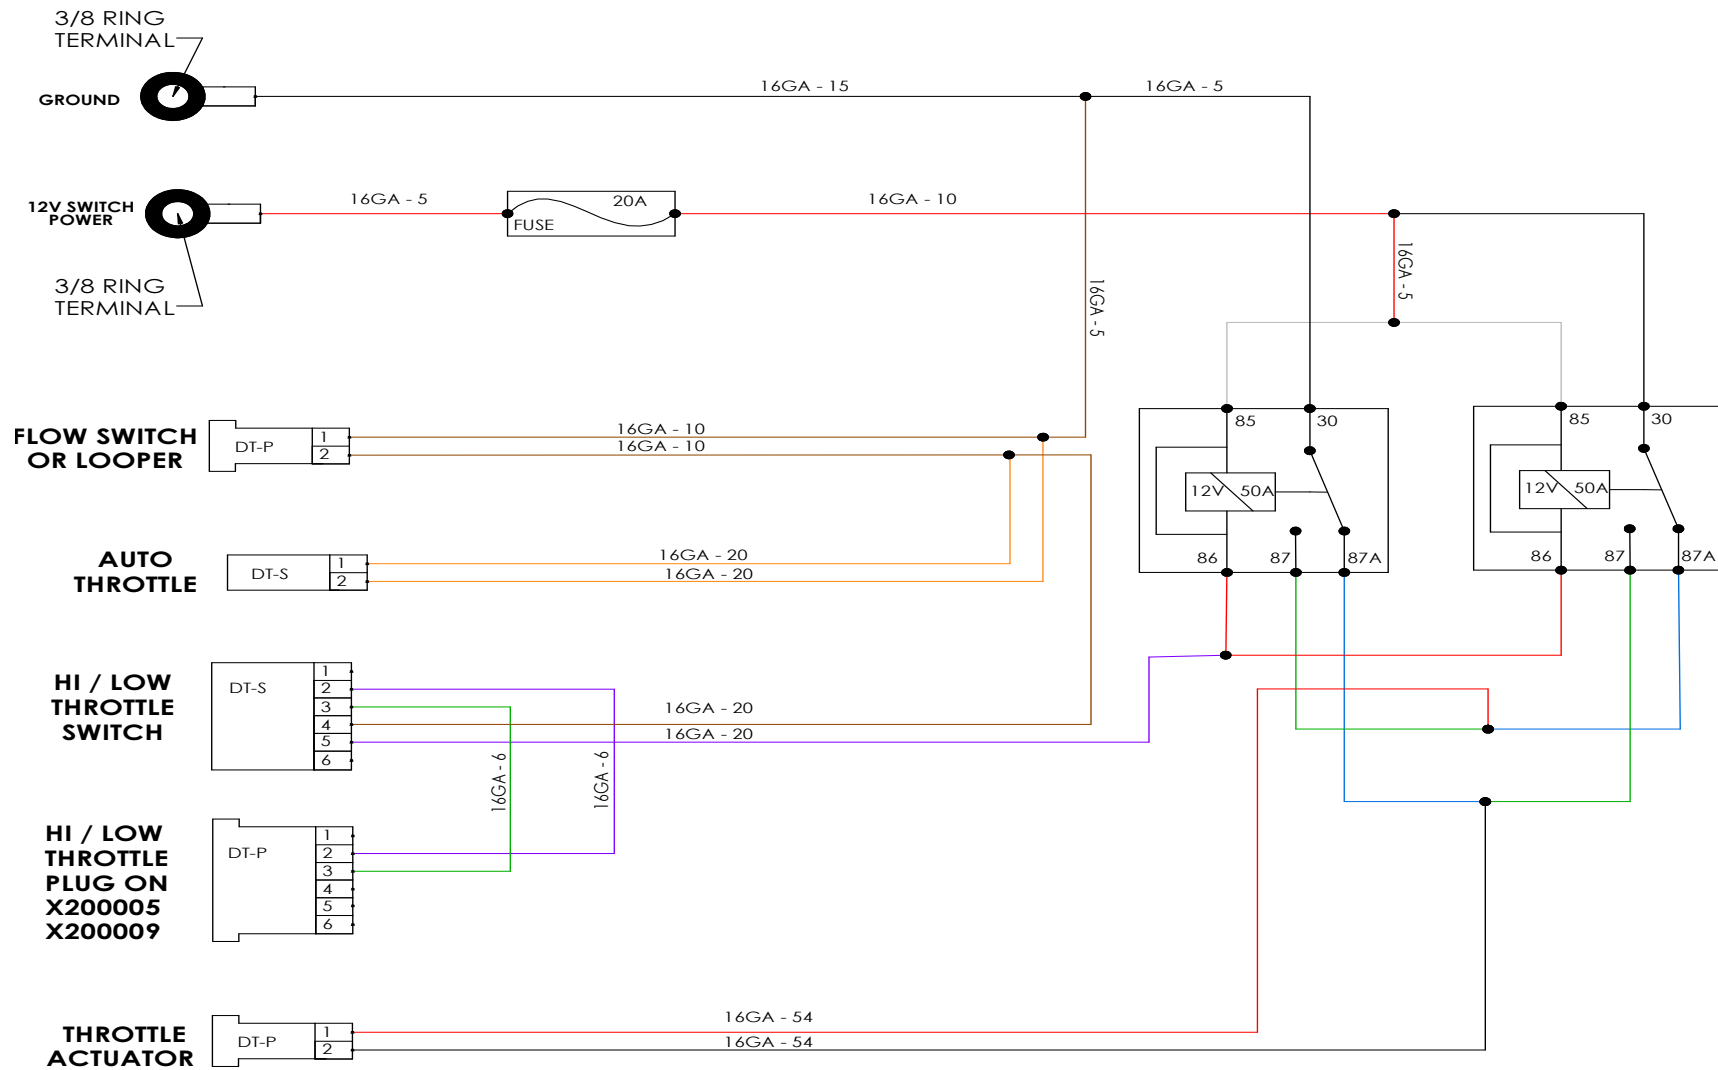 3/8 RING
TERMINAL
GROUND
16GA - 15
16GA - 5
12V SWITCH
POWER
16GA - 5
20A
FUSE
16GA - 10
16GA - 5
3/8 RING
TERMINAL
16GA - 5
FLOW SWITCH
OR LOOPER
DT-P
1
2
16GA - 10
16GA - 10
85
30
12V
50A
86
87
87A
85
30
12V
50A
86
87
87A
AUTO
THROTTLE
DT-S
1
2
16GA - 20
16GA - 20
HI / LOW
THROTTLE
SWITCH
DT-S
1
2
3
4
5
6
16GA - 20
16GA - 20
16GA - 6
16GA - 6
HI / LOW
THROTTLE
PLUG ON
X200005
X200009
DT-P
1
2
3
4
5
6
THROTTLE
ACTUATOR
DT-P
1
2
16GA - 54
16GA - 54